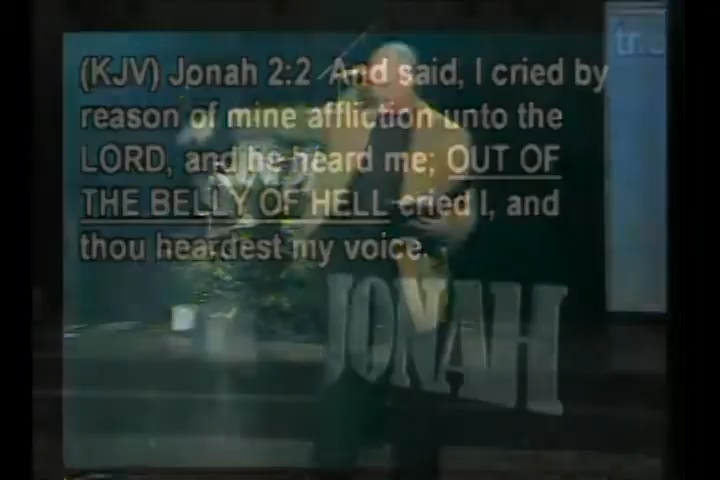 (KJV) Jonah 2:2 And said, I cried by
reason of mine affliction unto the
LORD, and he heard me; OUT OF
THE BELLY OF HELL cried I, and
thou heardest my voice.
JONAH